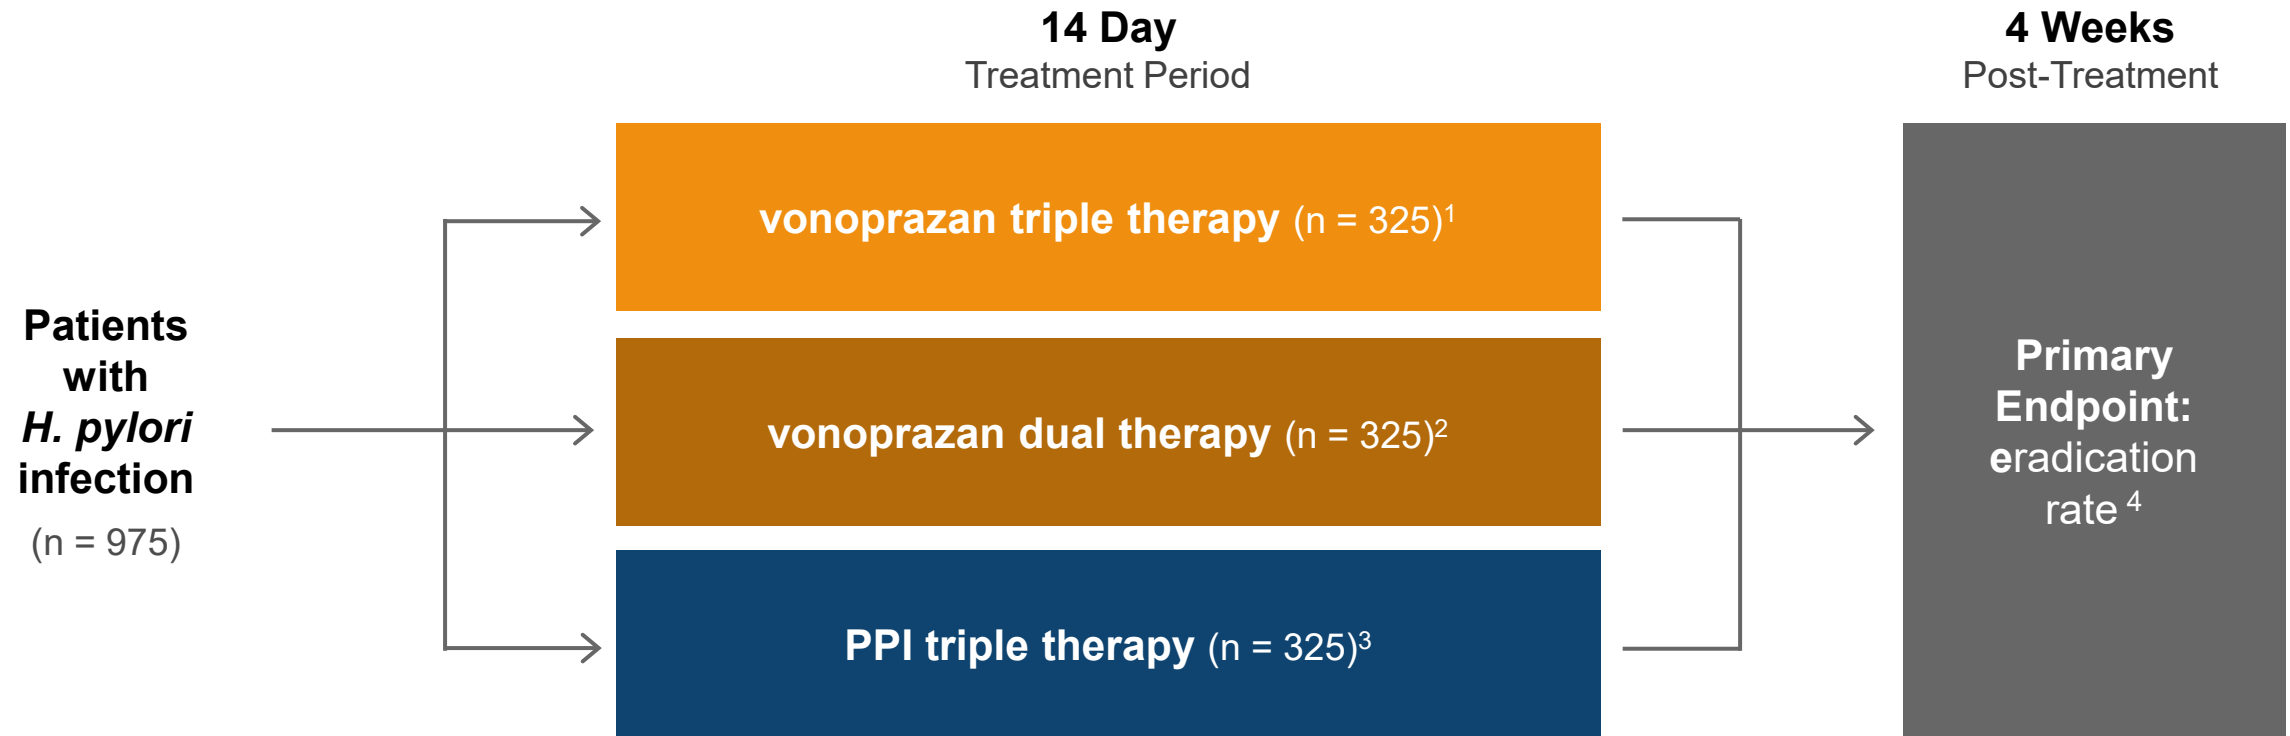 14 Day
Treatment Period
4 Weeks
Post-Treatment
Patients
with
H. pylori
infection
(n = 975)
vonoprazan triple therapy (n = 325)¹
vonoprazan dual therapy (n = 325)²
PPI triple therapy (n = 325)³
Primary
Endpoint:
eradication
rate ⁴